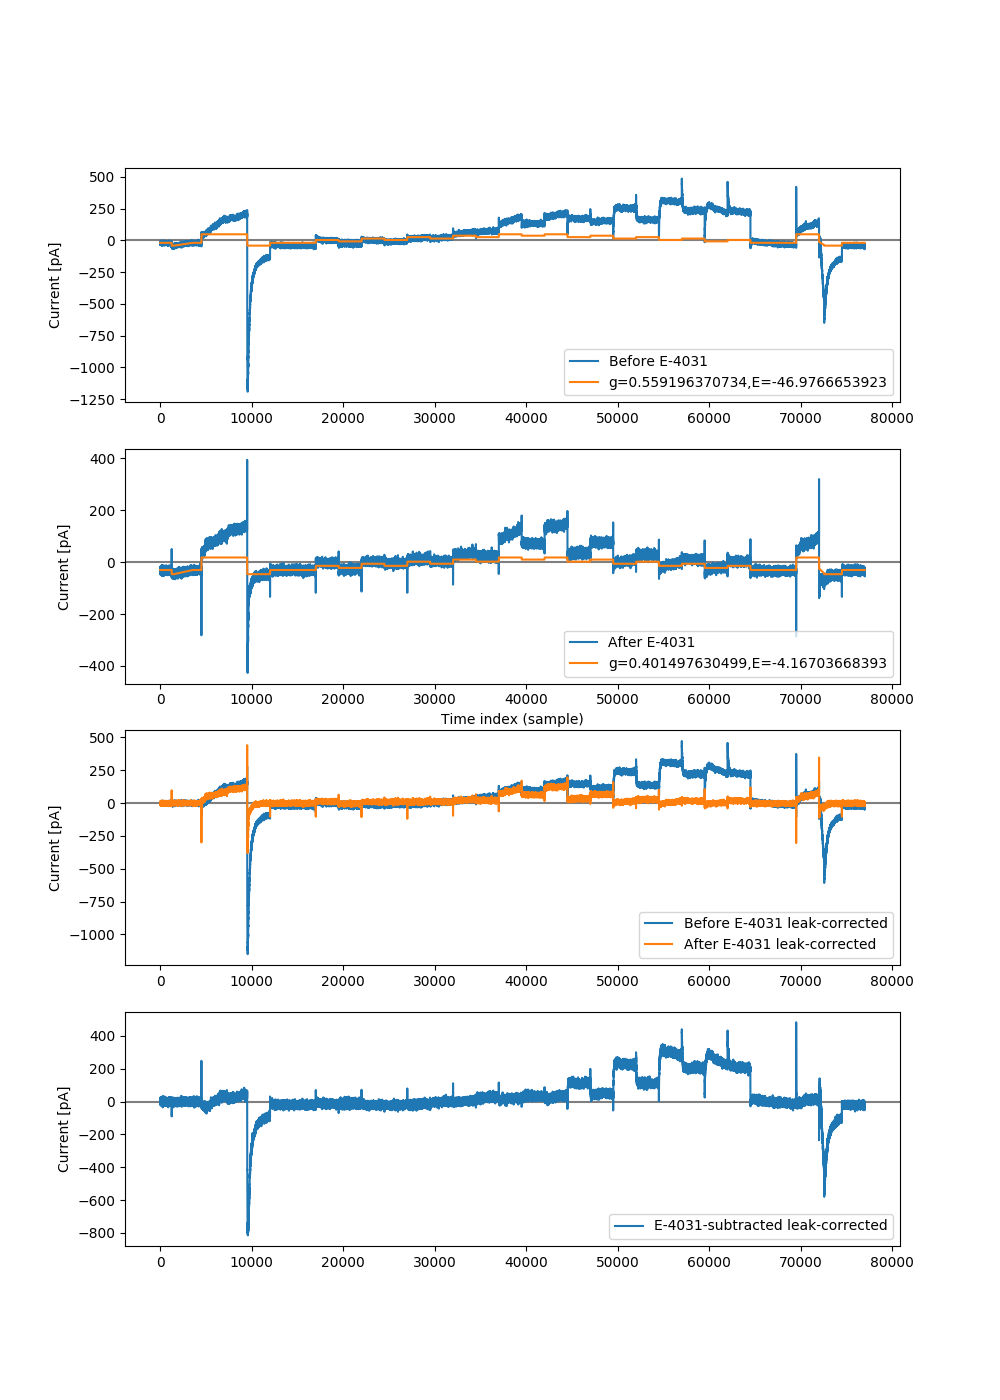 500
250
0
−250
−500
−750
−1000
−1250
Current [pA]
Before E-4031
g=0.559196370734,E=-46.9766653923
0 10000 20000 30000 40000 50000 60000 70000 80000
400
200
0
−200
−400
Current [pA]
After E-4031
g=0.401497630499,E=-4.16703668393
0 10000 20000 30000 40000 50000 60000 70000 80000
Time index (sample)
500
250
0
−250
−500
−750
−1000
Current [pA]
Before E-4031 leak-corrected
After E-4031 leak-corrected
0 10000 20000 30000 40000 50000 60000 70000 80000
400
200
0
−200
−400
−600
−800
Current [pA]
E-4031-subtracted leak-corrected
0 10000 20000 30000 40000 50000 60000 70000 80000